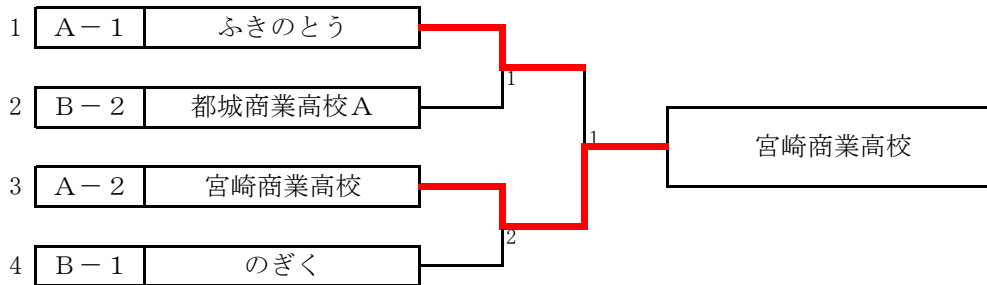 1 A－1 ふきのとう
1
2 B－2 都城商業高校A
1 宮崎商業高校
3 A－2 宮崎商業高校
2
4 B－1 のぎく